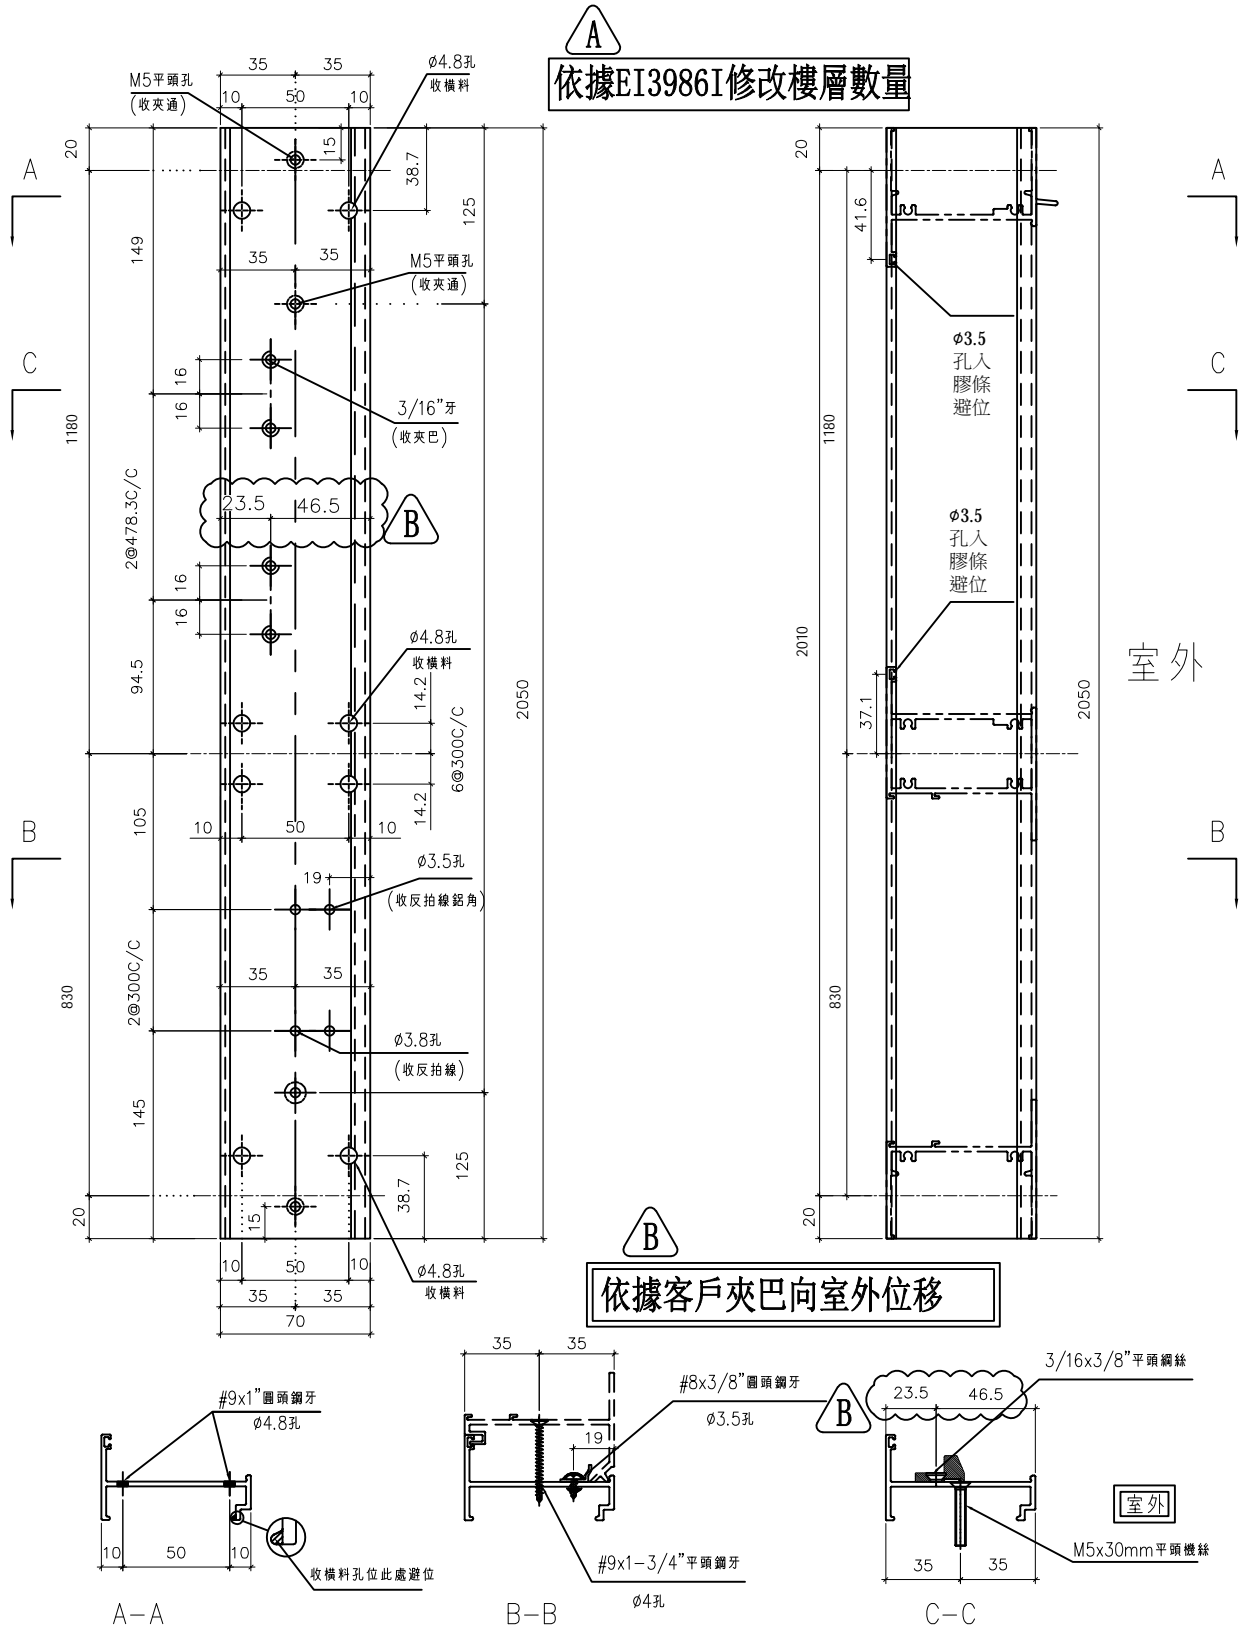 A
依據EI3986I修改樓層數量
35
35
M5平頭孔
(收夾通)
10
50
10
φ4.8孔
收橫料
20
15
38.7
125
A
149
35
35
M5平頭孔
(收夾通)
C
16
16
3/16"牙
(收夾巴)
1180
2@478.3C/C
23.5
46.5
B
16
16
94.5
φ4.8孔
收橫料
14.2
14.2
6@300C/C
2050
105
10
50
10
B
19
φ3.5孔
(收反拍線鋁角)
2@300C/C
830
35
35
φ3.8孔
(收反拍線)
145
125
38.7
20
15
10
50
10
φ4.8孔
收橫料
35
35
70
20
41.6
A
A
φ3.5
孔入
膠條
避位
C
1180
φ3.5
孔入
膠條
避位
2010
室外
2050
37.1
B
830
20
B
依據客戶夾巴向室外位移
#9x1"圓頭鋼牙
φ4.8孔
10
50
10
收橫料孔位此處避位
A-A
35
35
#8x3/8"圓頭鋼牙
φ3.5孔
19
#9x1-3/4"平頭鋼牙
φ4孔
B-B
B
3/16x3/8"平頭鋼絲
23.5
46.5
室外
M5x30mm平頭機絲
35
35
C-C